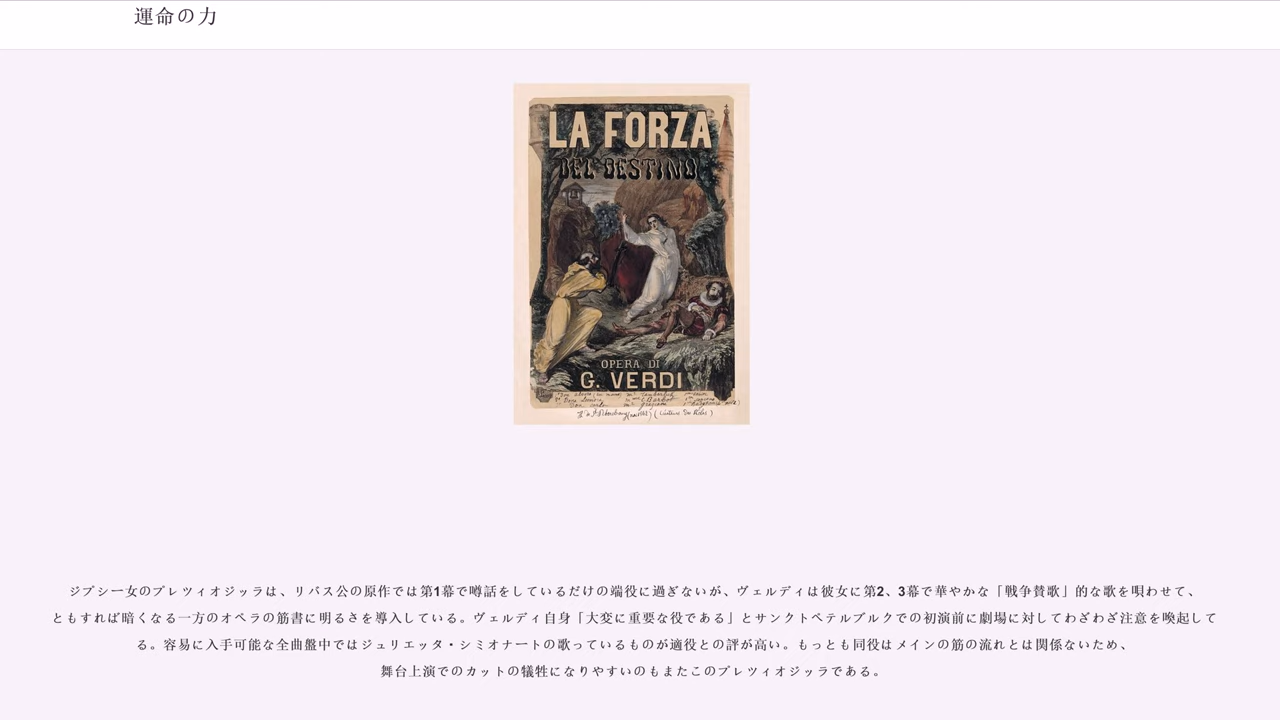 運命の力
LA FORZA
DEL DESTINO
OPERA DI
G. VERDI
ジプシー女のプレツィオジッラは、リバス公の原作では第1幕で噂話をしているだけの端役に過ぎないが、ヴェルディは彼女に第2、3幕で華やかな「戦争賛歌」的な歌を唄わせて、
ともすれば暗くなる一方のオペラの筋書に明るさを導入している。ヴェルディ自身「大変に重要な役である」とサンクトペテルブルクでの初演前に劇場に対してわざわざ注意を喚起して
る。容易に入手可能な全曲盤中ではジュリエッタ・シミオナートの歌っているものが適役との評が高い。もっとも同役はメインの筋の流れとは関係ないため、
舞台上演でのカットの犠牲になりやすいのもまたこのプレツィオジッラである。